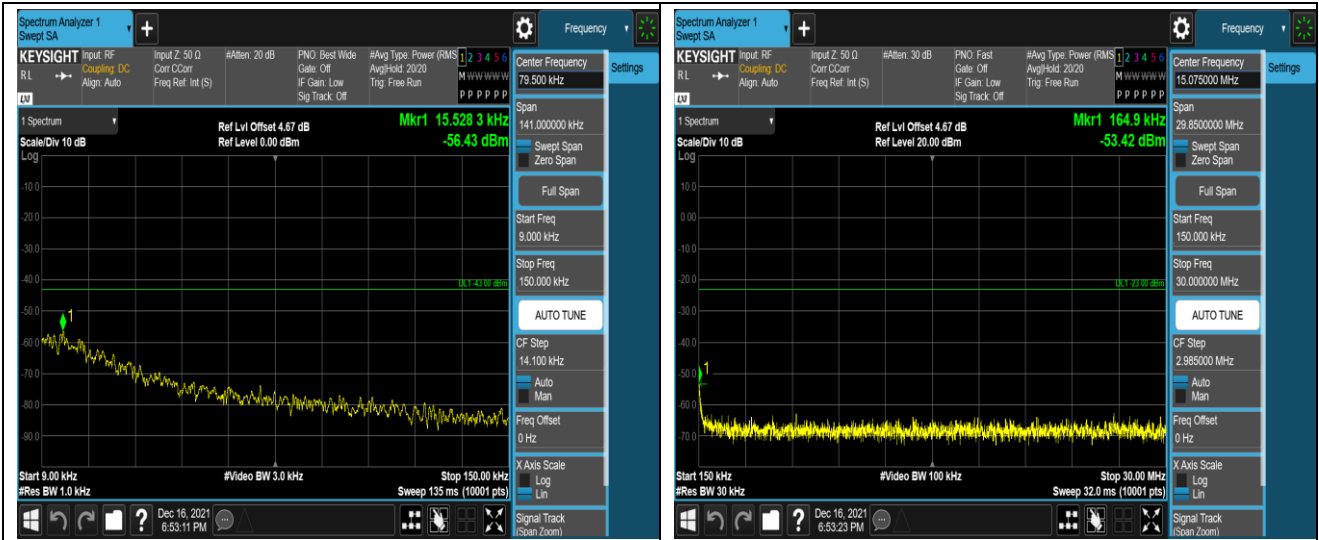 Spectrum Analyzer 1
Swept SA
Frequency
KEYSIGHT
RL
Input: RF
Coupling: DC
Align: Auto
Input Z: 50 Ω
Corr CCorr
Freq Ref: Int (S)
#Atten: 20 dB
PNO: Best Wide
Gate: Off
IF Gain: Low
Sig Track: Off
#Avg Type: Power (RMS
Avg|Hold: 20/20
Trig: Free Run
1 2 3 4 5 6
M W W W W W
P P P P P P
Center Frequency
79.500 kHz
Settings
Span
141.000000 kHz
Swept Span
Zero Span
Full Span
Start Freq
9.000 kHz
Stop Freq
150.000 kHz
AUTO TUNE
CF Step
14.100 kHz
Auto
Man
Freq Offset
0 Hz
X Axis Scale
Log
Lin
Signal Track
(Span Zoom)
1 Spectrum
Scale/Div 10 dB
Log
Ref Lvl Offset 4.67 dB
Ref Level 0.00 dBm
Mkr1 15.528 3 kHz
-56.43 dBm
-10.0
-20.0
-30.0
-40.0
-50.0
-60.0
-70.0
-80.0
-90.0
DL1 -43.00 dBm
1
Start 9.00 kHz
#Res BW 1.0 kHz
#Video BW 3.0 kHz
Stop 150.00 kHz
Sweep 135 ms (10001 pts)
?
Dec 16, 2021
6:53:11 PM
Spectrum Analyzer 1
Swept SA
Frequency
KEYSIGHT
RL
Input: RF
Coupling: DC
Align: Auto
Input Z: 50 Ω
Corr CCorr
Freq Ref: Int (S)
#Atten: 30 dB
PNO: Fast
Gate: Off
IF Gain: Low
Sig Track: Off
#Avg Type: Power (RMS
Avg|Hold: 20/20
Trig: Free Run
1 2 3 4 5 6
M W W W W W
P P P P P P
Center Frequency
15.075000 MHz
Settings
Span
29.8500000 MHz
Swept Span
Zero Span
Full Span
Start Freq
150.000 kHz
Stop Freq
30.000000 MHz
AUTO TUNE
CF Step
2.985000 MHz
Auto
Man
Freq Offset
0 Hz
X Axis Scale
Log
Lin
Signal Track
(Span Zoom)
1 Spectrum
Scale/Div 10 dB
Log
Ref Lvl Offset 4.67 dB
Ref Level 20.00 dBm
Mkr1 164.9 kHz
-53.42 dBm
10.0
0.00
-10.0
-20.0
-30.0
-40.0
-50.0
-60.0
-70.0
DL1 -23.00 dBm
1
Start 150 kHz
#Res BW 30 kHz
#Video BW 100 kHz
Stop 30.00 MHz
Sweep 32.0 ms (10001 pts)
?
Dec 16, 2021
6:53:23 PM